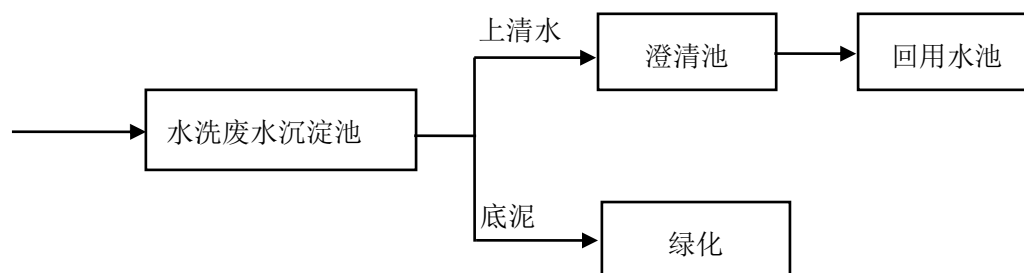 上清水
澄清池
回用水池
水洗废水沉淀池
底泥
绿化